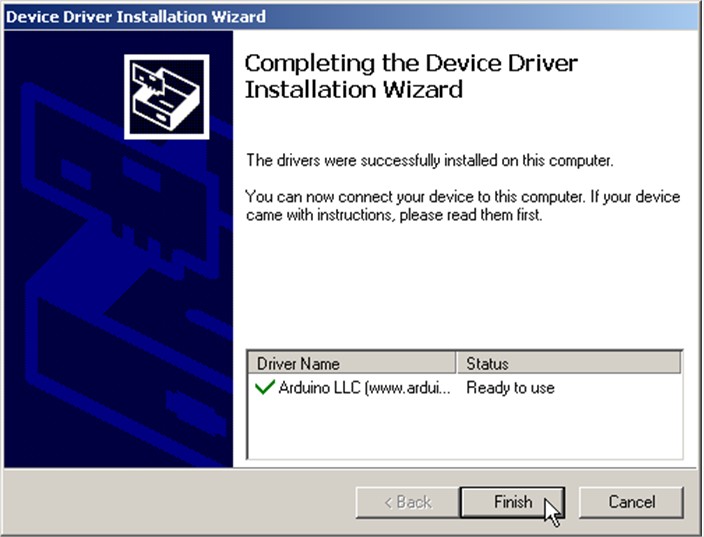 Device Driver Installation Wizard
Completing the Device Driver
Installation Wizard
The drivers were successfully installed on this computer.
You can now connect your device to this computer. If your device
came with instructions, please read them first.
Driver Name Status
Arduino LLC (www.ardui... Ready to use
< Back Finish Cancel